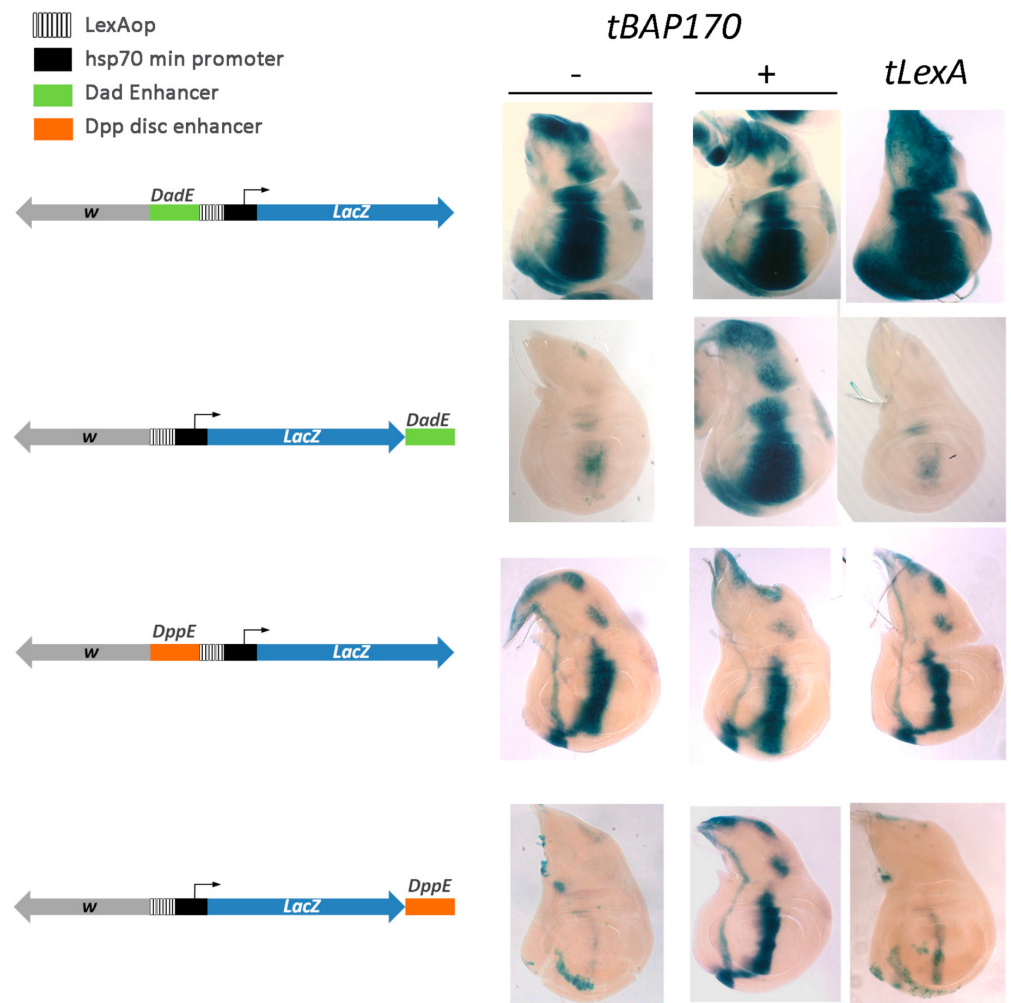 LexAop
hsp70 min promoter
Dad Enhancer
Dpp disc enhancer
tBAP170
- + tLexA
DadE
w LacZ
DadE
w LacZ
DppE
w LacZ
DppE
w LacZ